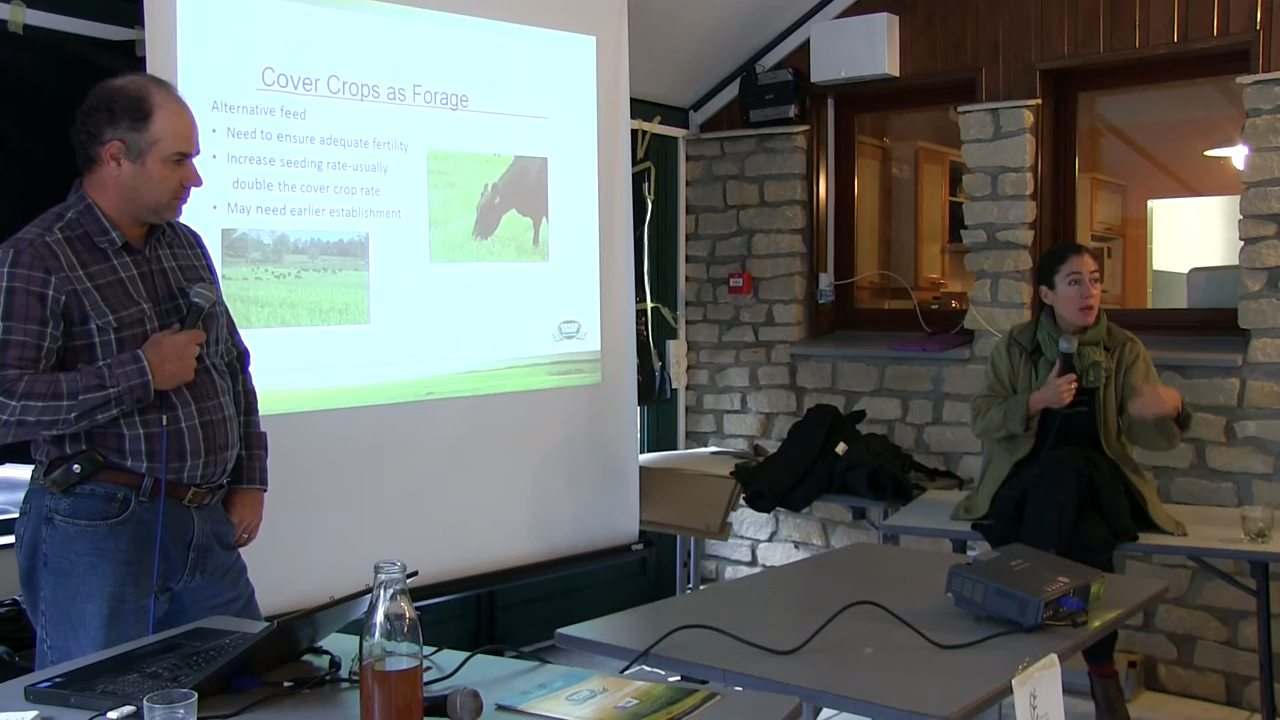 Cover Crops as Forage
Alternative feed
• Need to ensure adequate fertility
• Increase seeding rate-usually
double the cover crop rate
• May need earlier establishment